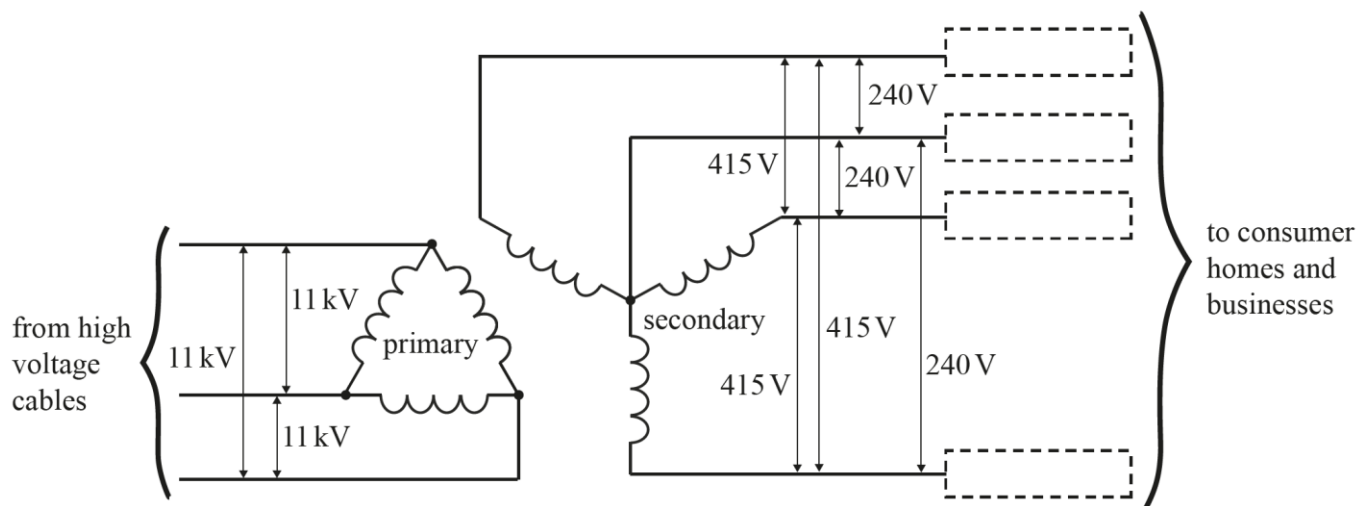 240 V
415 V
240 V
to consumer
homes and
businesses
11 kV
from high
voltage
cables
11 kV
primary
secondary
415 V
415 V
240 V
11 kV